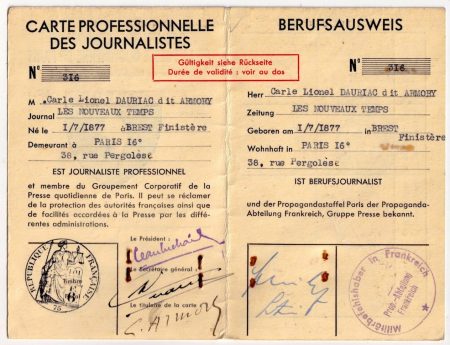 CARTE PROFESSIONNELLE
DES JOURNALISTES
N° 316
Gültigkeit siehe Rückseite
Durée de validité : voir au dos
M Carle Lionel DAURIAC dit ARMORY
Journal LES NOUVEAUX TEMPS
Né le I/7/1877 à BREST Finistère
Demeurant à PARIS 16°
38, rue Pergolèse
EST JOURNALISTE PROFESSIONNEL
et membre du Groupement Corporatif de la
Presse quotidienne de Paris. Il peut se réclamer
de la protection des autorités françaises ainsi
que de facilités accordées à la Presse par les diffé-
rentes administrations.
Le Président :
Le Secrétaire général :
Le titulaire de la carte :
C. ARMORY
RÉPUBLIQUE FRANÇAISE
BERUFSAUSWEIS
N° 316
Herr Carle Lionel DAURIAC dit ARMORY
Zeitung LES NOUVEAUX TEMPS
Geboren am I/7/1877 in BREST
Finistère
Wohnhaft in PARIS 16°
38, rue Pergolèse
IST BERUFSJOURNALIST
und der Propagandastaffel Paris der Propaganda-
Abteilung Frankreich, Gruppe Presse bekannt.
Militärbefehlshaber in Frankreich
Prop.-Abteilung
Frankreich